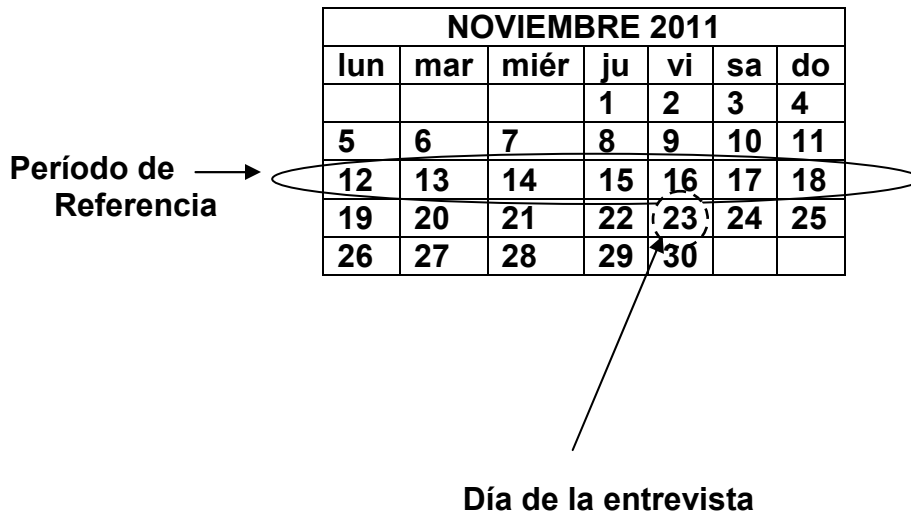 NOVIEMBRE 2011
lun mar miér ju vi sa do
1 2 3 4
5 6 7 8 9 10 11
Período de
12 13 14 15 16 17 18
Referencia
19 20 21 22 23 24 25
26 27 28 29 30
Día de la entrevista